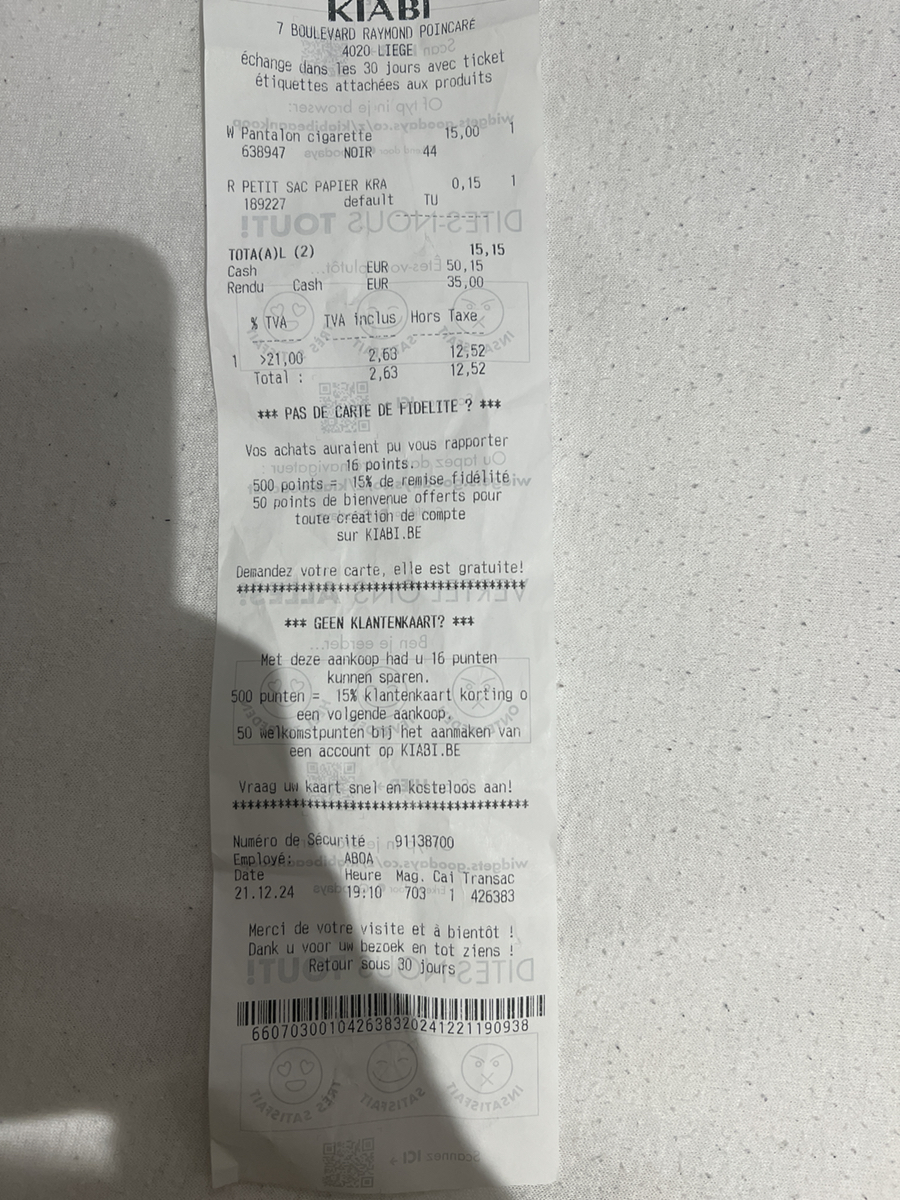 KIABI
7 BOULEVARD RAYMOND POINCARÉ
4020 LIEGE
échange dans les 30 jours avec ticket
étiquettes attachées aux produits
W Pantalon cigarette 15,00 1
638947 NOIR 44
R PETIT SAC PAPIER KRA 0,15 1
189227 default TU
------------
TOTA(A)L (2) 15,15
Cash EUR 50,15
Rendu Cash EUR 35,00
% TVA TVA inclus Hors Taxe
1 >21,00 2,63 12,52
Total : 2,63 12,52
*** PAS DE CARTE DE FIDELITE ? ***
Vos achats auraient pu vous rapporter
16 points.
500 points = 15% de remise fidélité
50 points de bienvenue offerts pour
toute création de compte
sur KIABI.BE
Demandez votre carte, elle est gratuite!
****************************************
*** GEEN KLANTENKAART? ***
Met deze aankoop had u 16 punten
kunnen sparen.
500 punten = 15% klantenkaart korting o
een volgende aankoop.
50 welkomstpunten bij het aanmaken van
een account op KIABI.BE
Vraag uw kaart snel en kosteloos aan!
****************************************
Numéro de Sécurité 91138700
Employé: ABOA
Date Heure Mag. Cai Transac
21.12.24 19:10 703 1 426383
Merci de votre visite et à bientôt !
Dank u voor uw bezoek en tot ziens !
Retour sous 30 jours
66070300104263832024122119​0938